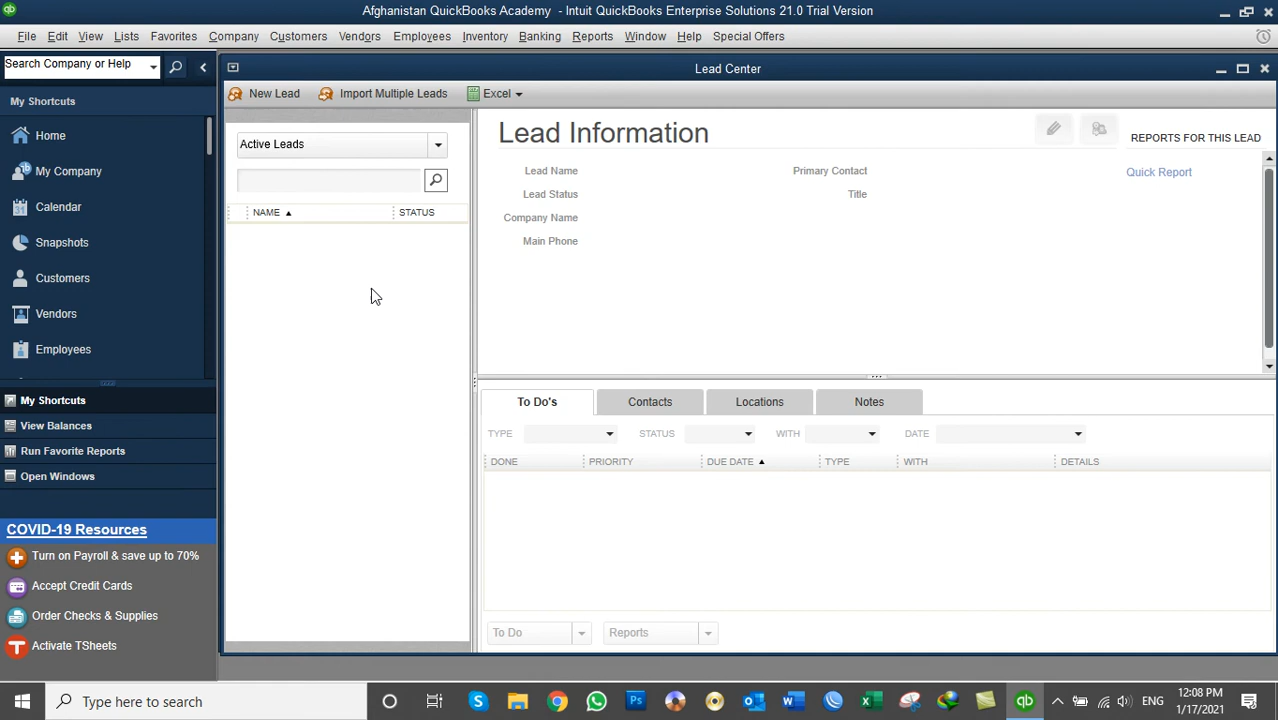 Afghanistan QuickBooks Academy - Intuit QuickBooks Enterprise Solutions 21.0 Trial Version
File Edit View Lists Favorites Company Customers Vendors Employees Inventory Banking Reports Window Help Special Offers
Search Company or Help
My Shortcuts
Home
My Company
Calendar
Snapshots
Customers
Vendors
Employees
My Shortcuts
View Balances
Run Favorite Reports
Open Windows
COVID-19 Resources
Turn on Payroll & save up to 70%
Accept Credit Cards
Order Checks & Supplies
Activate TSheets
Lead Center
New Lead Import Multiple Leads Excel
Active Leads
NAME STATUS
Lead Information
REPORTS FOR THIS LEAD
Lead Name Primary Contact Quick Report
Lead Status Title
Company Name
Main Phone
To Do's Contacts Locations Notes
TYPE STATUS WITH DATE
DONE PRIORITY DUE DATE TYPE WITH DETAILS
To Do Reports
Type here to search
ENG
12:08 PM
1/17/2021